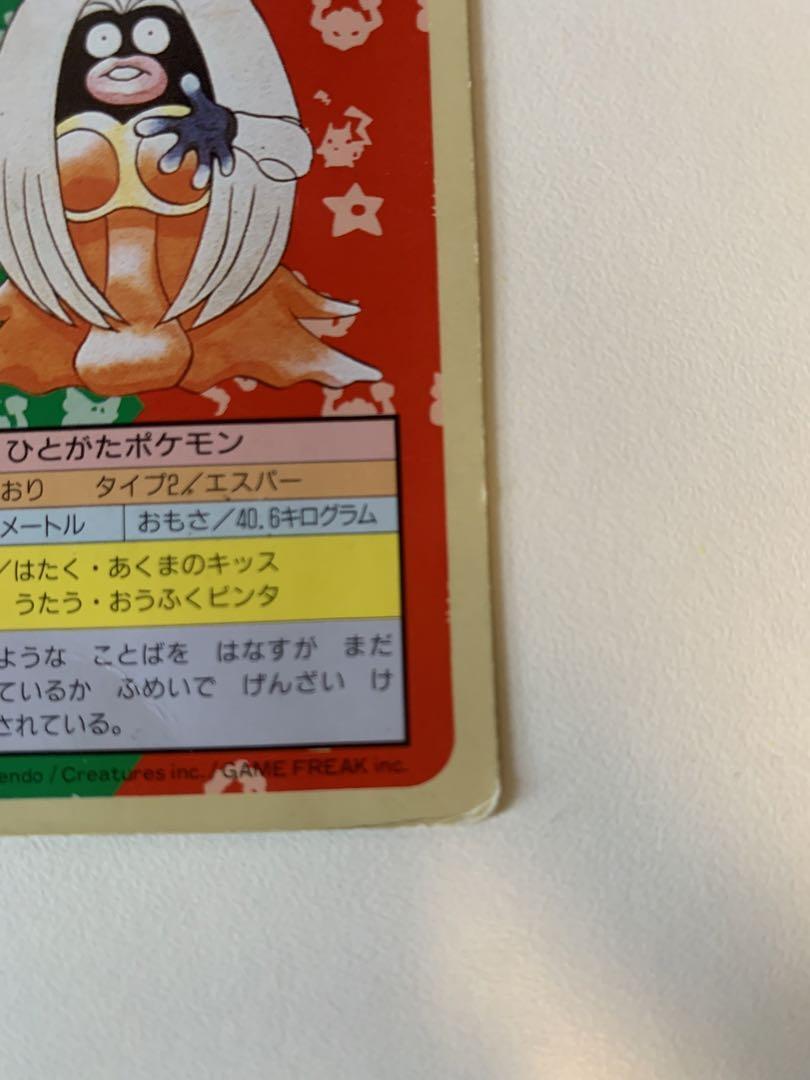 ひとがたポケモン
おり タイプ2/エスパー
メートル おもさ/40.6キログラム
/はたく・あくまのキッス
うたう・おうふくビンタ
ような ことばを はなすが まだ
ているか ふめいで げんざい け
されている。
endo / Creatures inc. / GAME FREAK inc.